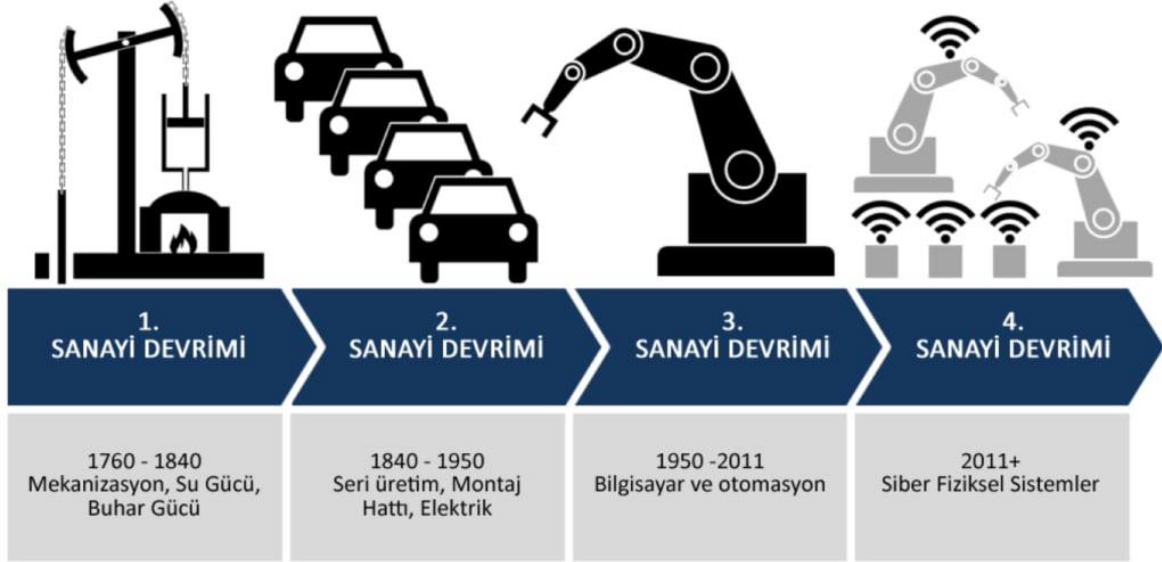 1.
SANAYİ DEVRİMİ
1760 - 1840
Mekanizasyon, Su Gücü,
Buhar Gücü
2.
SANAYİ DEVRİMİ
1840 - 1950
Seri üretim, Montaj
Hattı, Elektrik
3.
SANAYİ DEVRİMİ
1950 -2011
Bilgisayar ve otomasyon
4.
SANAYİ DEVRİMİ
2011+
Siber Fiziksel Sistemler